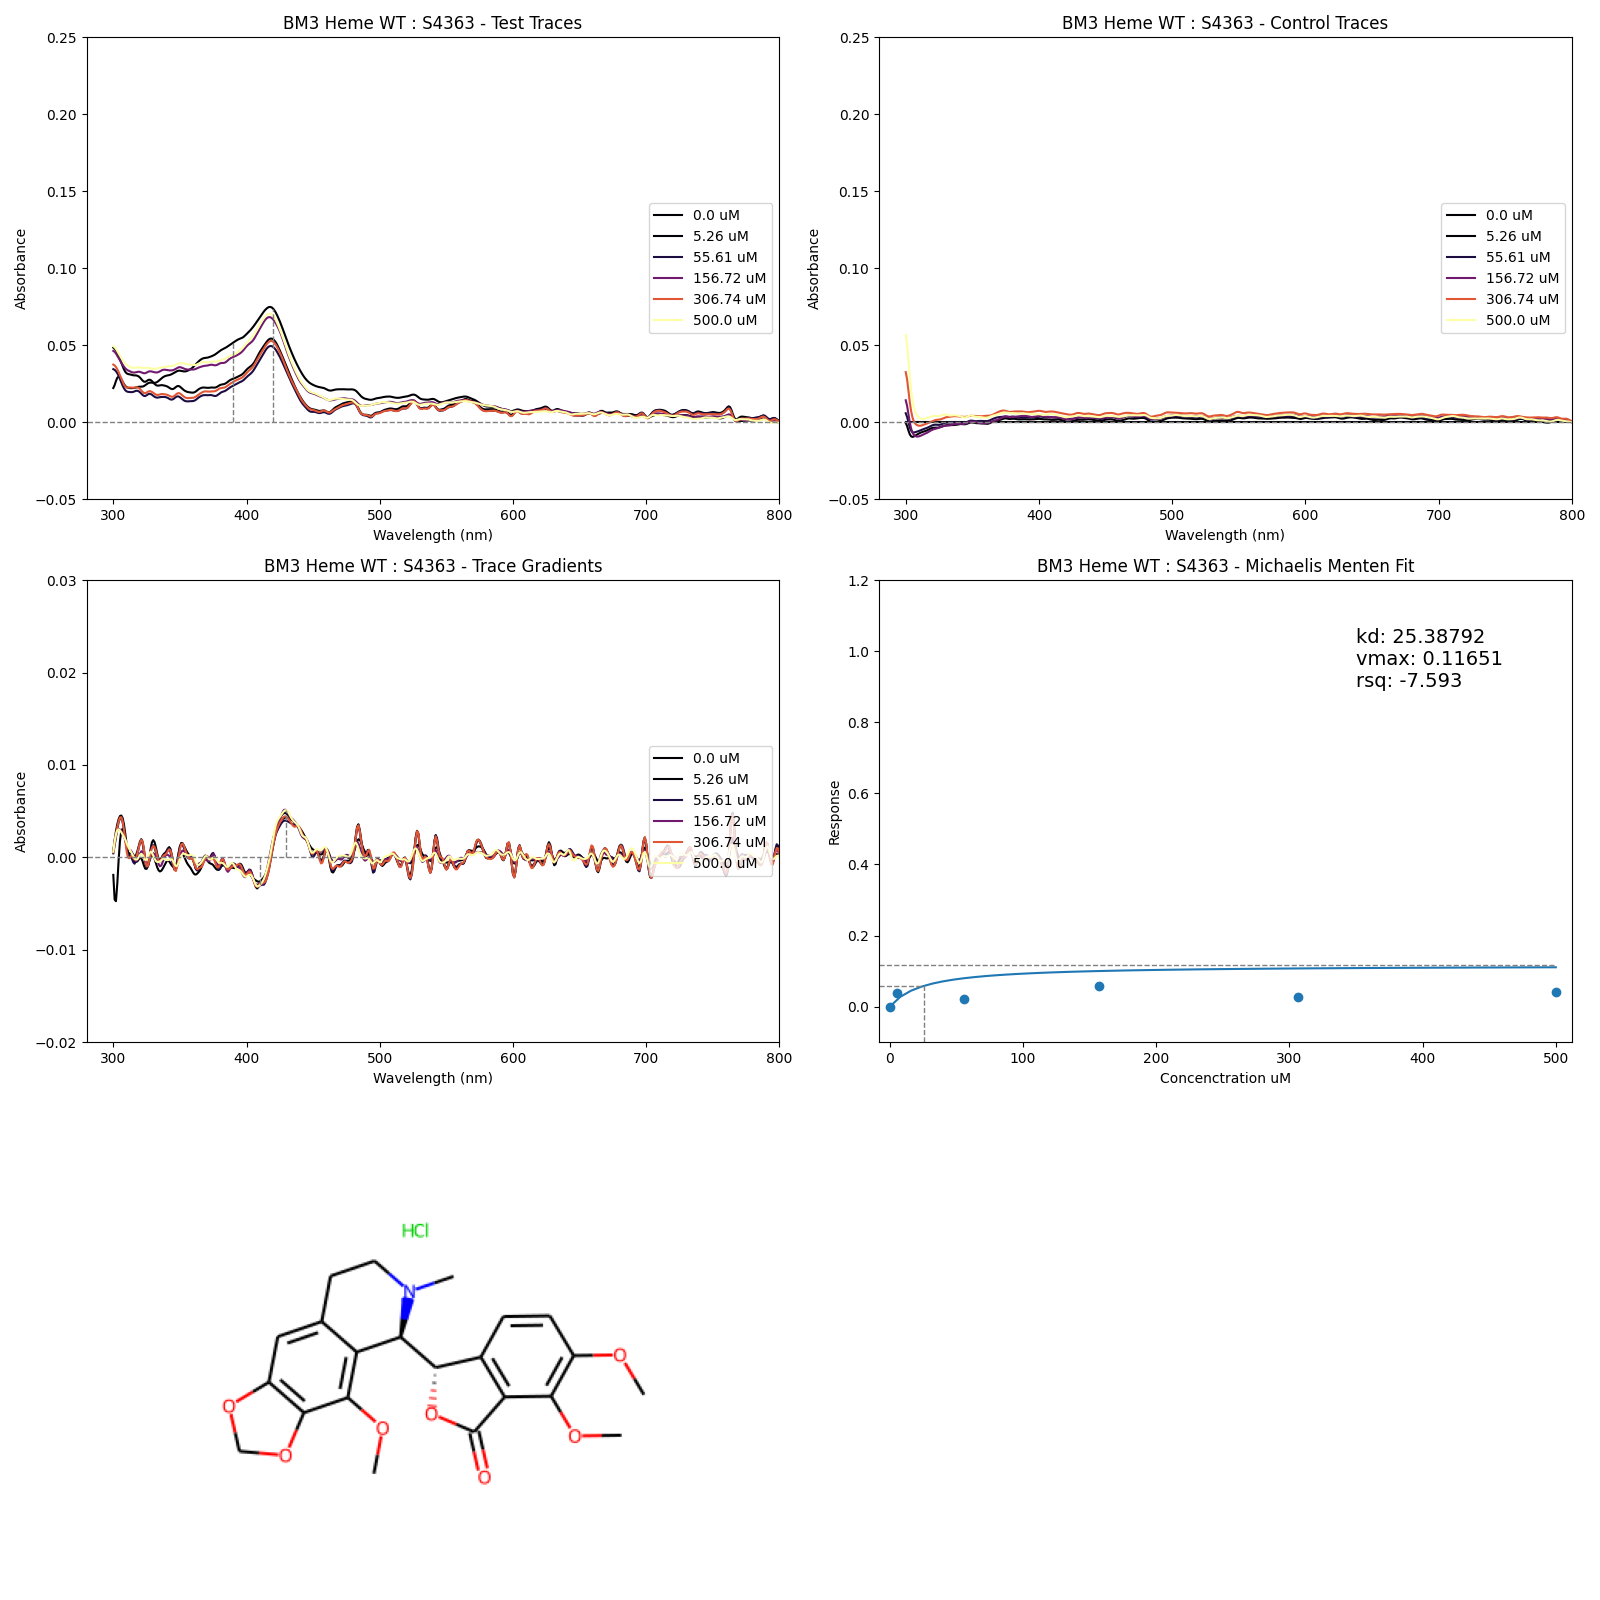 BM3 Heme WT : S4363 - Test Traces
Absorbance
0.25
0.20
0.15
0.10
0.05
0.00
−0.05
300 400 500 600 700 800
Wavelength (nm)
0.0 uM
5.26 uM
55.61 uM
156.72 uM
306.74 uM
500.0 uM
BM3 Heme WT : S4363 - Control Traces
Absorbance
0.25
0.20
0.15
0.10
0.05
0.00
−0.05
300 400 500 600 700 800
Wavelength (nm)
0.0 uM
5.26 uM
55.61 uM
156.72 uM
306.74 uM
500.0 uM
BM3 Heme WT : S4363 - Trace Gradients
Absorbance
0.03
0.02
0.01
0.00
−0.01
−0.02
300 400 500 600 700 800
Wavelength (nm)
0.0 uM
5.26 uM
55.61 uM
156.72 uM
306.74 uM
500.0 uM
BM3 Heme WT : S4363 - Michaelis Menten Fit
Response
1.2
1.0
0.8
0.6
0.4
0.2
0.0
0 100 200 300 400 500
Concenctration uM
kd: 25.38792
vmax: 0.11651
rsq: -7.593
HCl
N
O
O
O
O
O
O
O